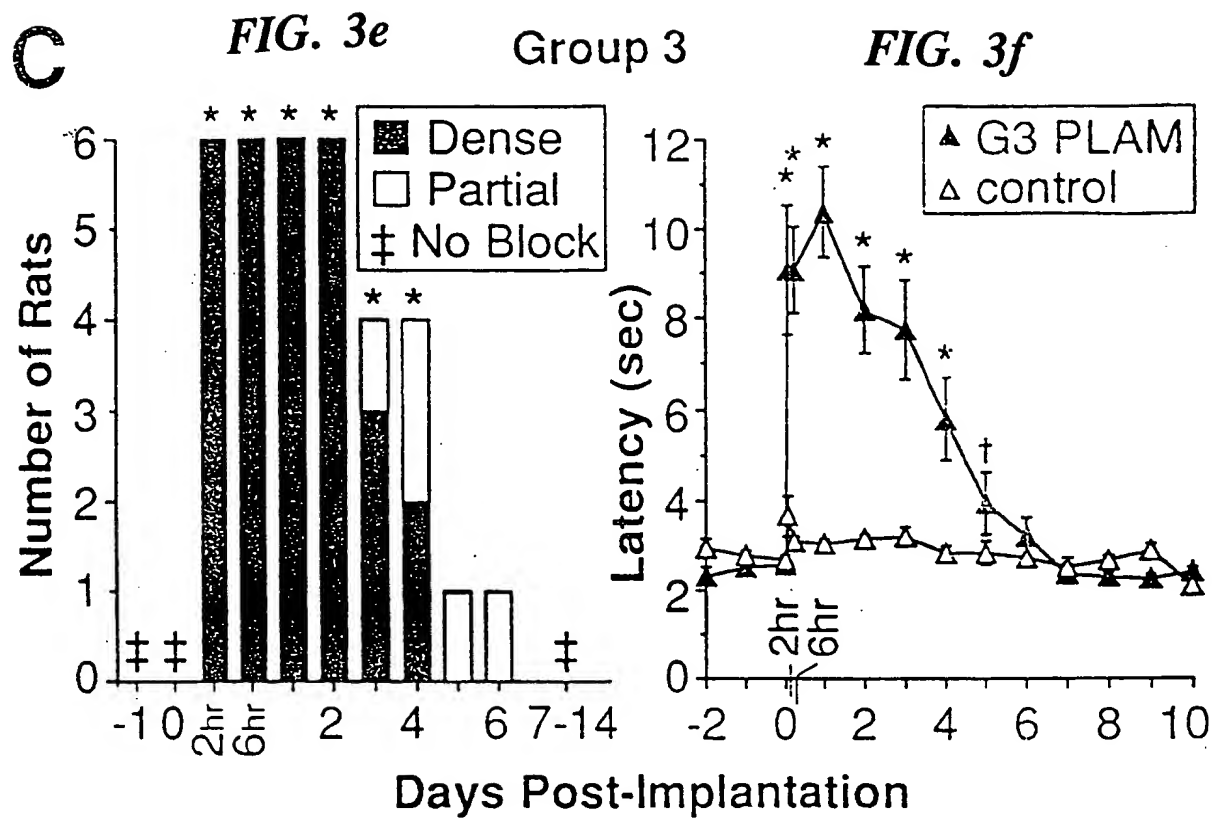 C
FIG. 3e
Group 3
FIG. 3f
* * * *
Dense
Partial
‡ No Block
* *
6
5
4
3
2
1
0
Number of Rats
‡ ‡ ‡
-1 0 2hr 6hr 2 4 6 7-14
G3 PLAM
control
* * * * * * †
12
10
8
6
4
2
0
Latency (sec)
2hr
6hr
-2 0 2 4 6 8 10
Days Post-Implantation